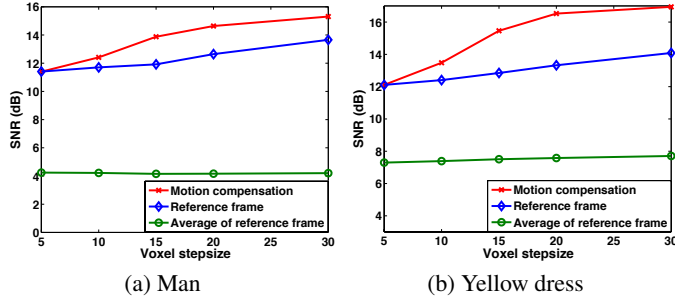 16
14
12
10
8
6
4
2
0
5
10
15
20
25
30
SNR (dB)
Voxel stepsize
Motion compensation
Reference frame
Average of reference frame
(a) Man
16
14
12
10
8
6
4
5
10
15
20
25
30
SNR (dB)
Voxel stepsize
Motion compensation
Reference frame
Average of reference frame
(b) Yellow dress